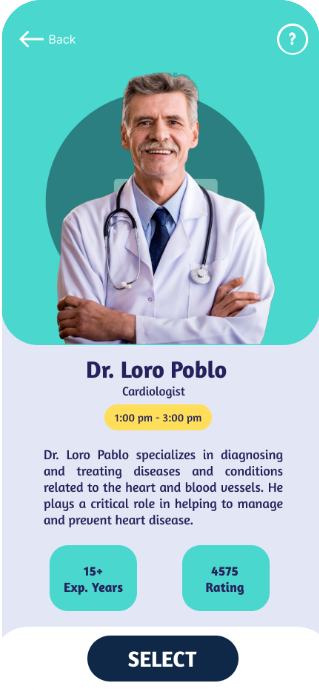 Back
?
Dr. Loro Poblo
Cardiologist
1:00 pm - 3:00 pm
Dr. Loro Pablo specializes in diagnosing
and treating diseases and conditions
related to the heart and blood vessels. He
plays a critical role in helping to manage
and prevent heart disease.
15+
Exp. Years
4575
Rating
SELECT